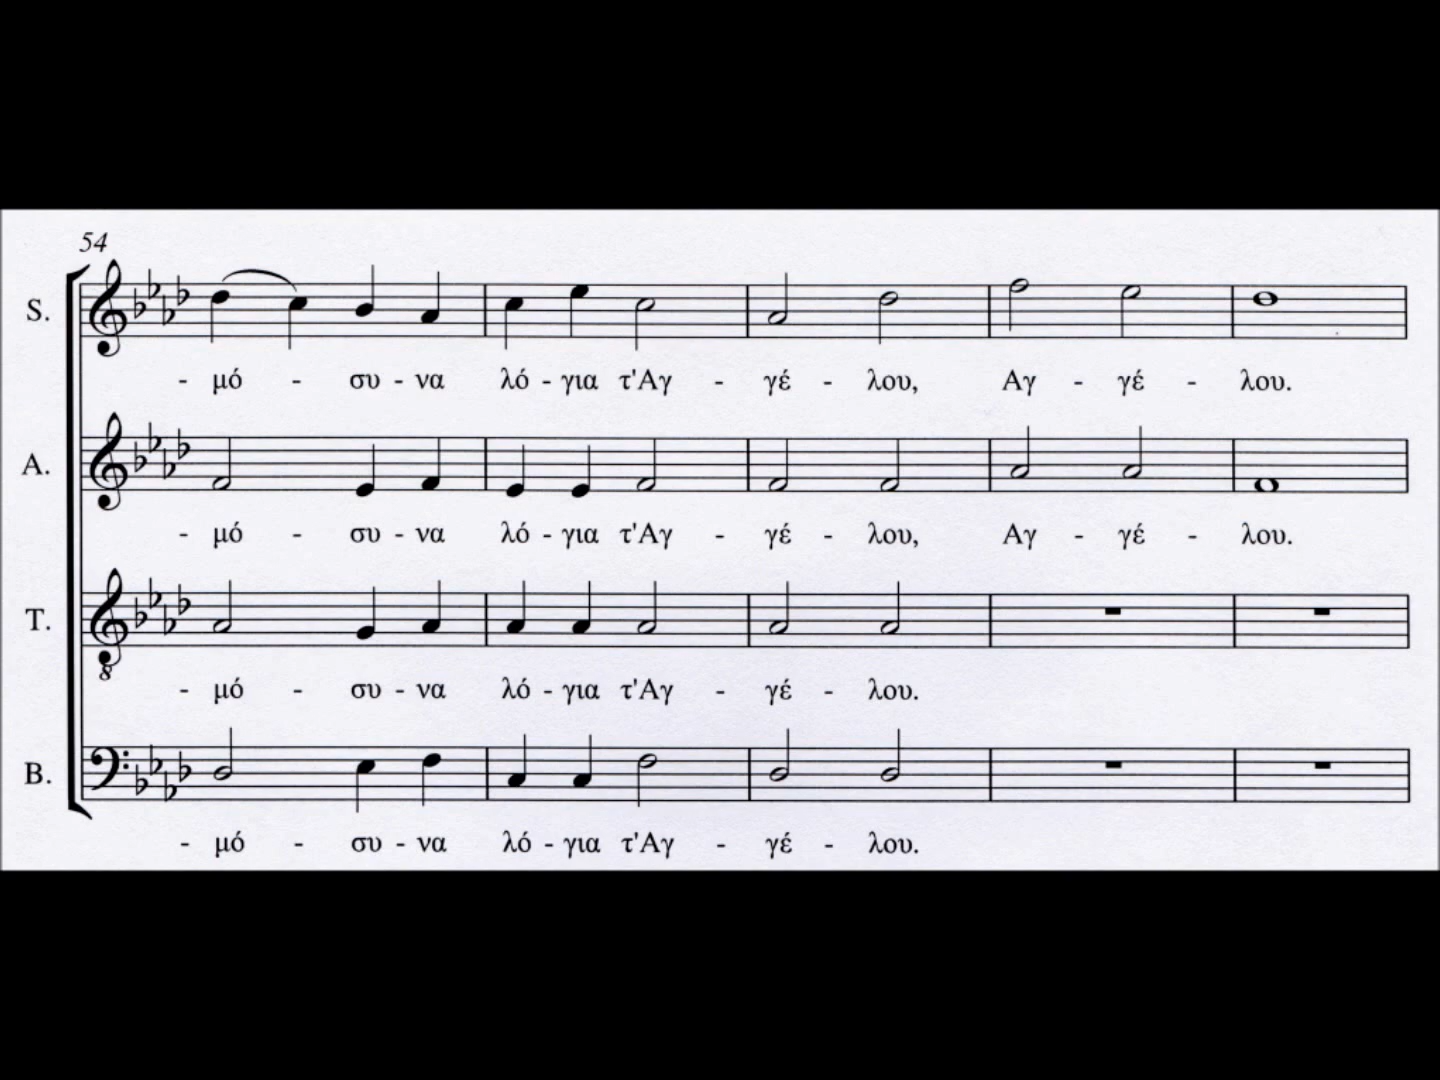 54
S.
- μό - συ - να λό - για τ'Αγ - γέ - λου, Αγ - γέ - λου.
A.
- μό - συ - να λό - για τ'Αγ - γέ - λου, Αγ - γέ - λου.
T.
8
- μό - συ - να λό - για τ'Αγ - γέ - λου.
B.
- μό - συ - να λό - για τ'Αγ - γέ - λου.